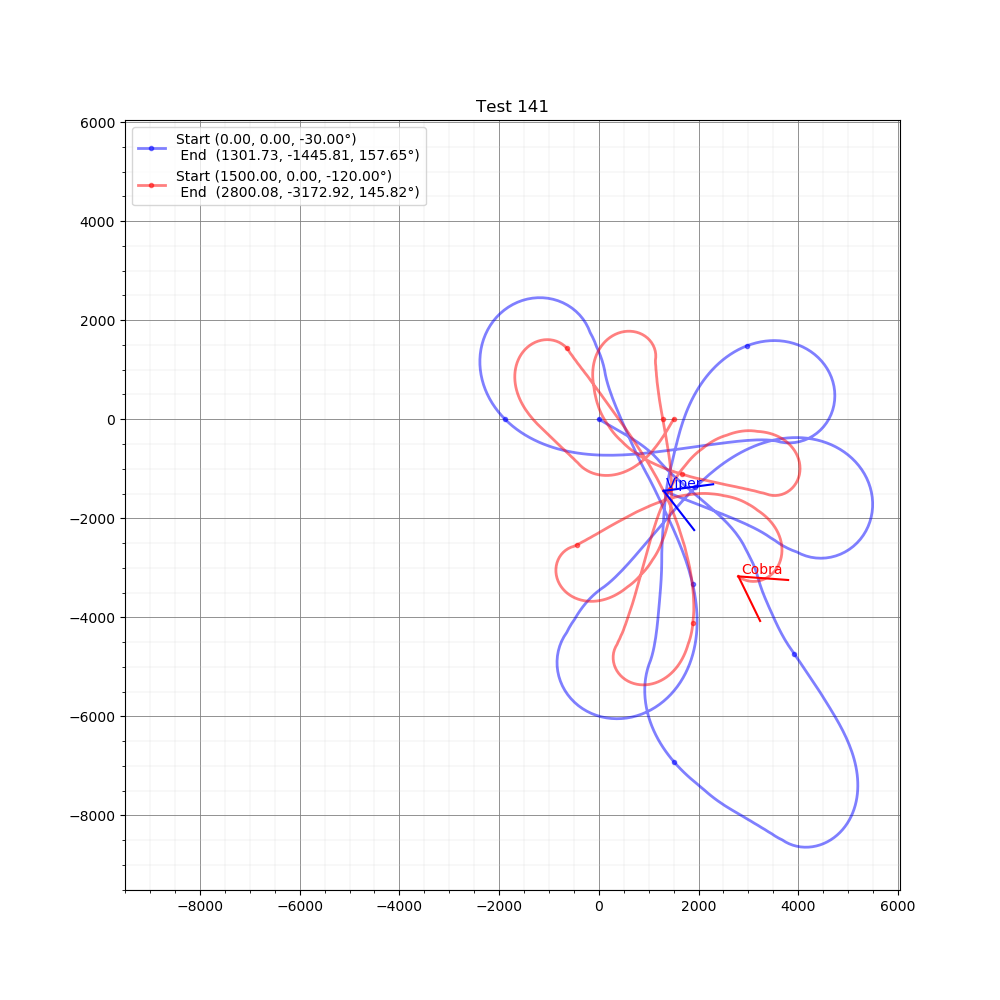 Test 141
Start (0.00, 0.00, -30.00°)
End (1301.73, -1445.81, 157.65°)
Start (1500.00, 0.00, -120.00°)
End (2800.08, -3172.92, 145.82°)
6000
4000
2000
0
−2000
−4000
−6000
−8000
Viper
Cobra
−8000 −6000 −4000 −2000 0 2000 4000 6000